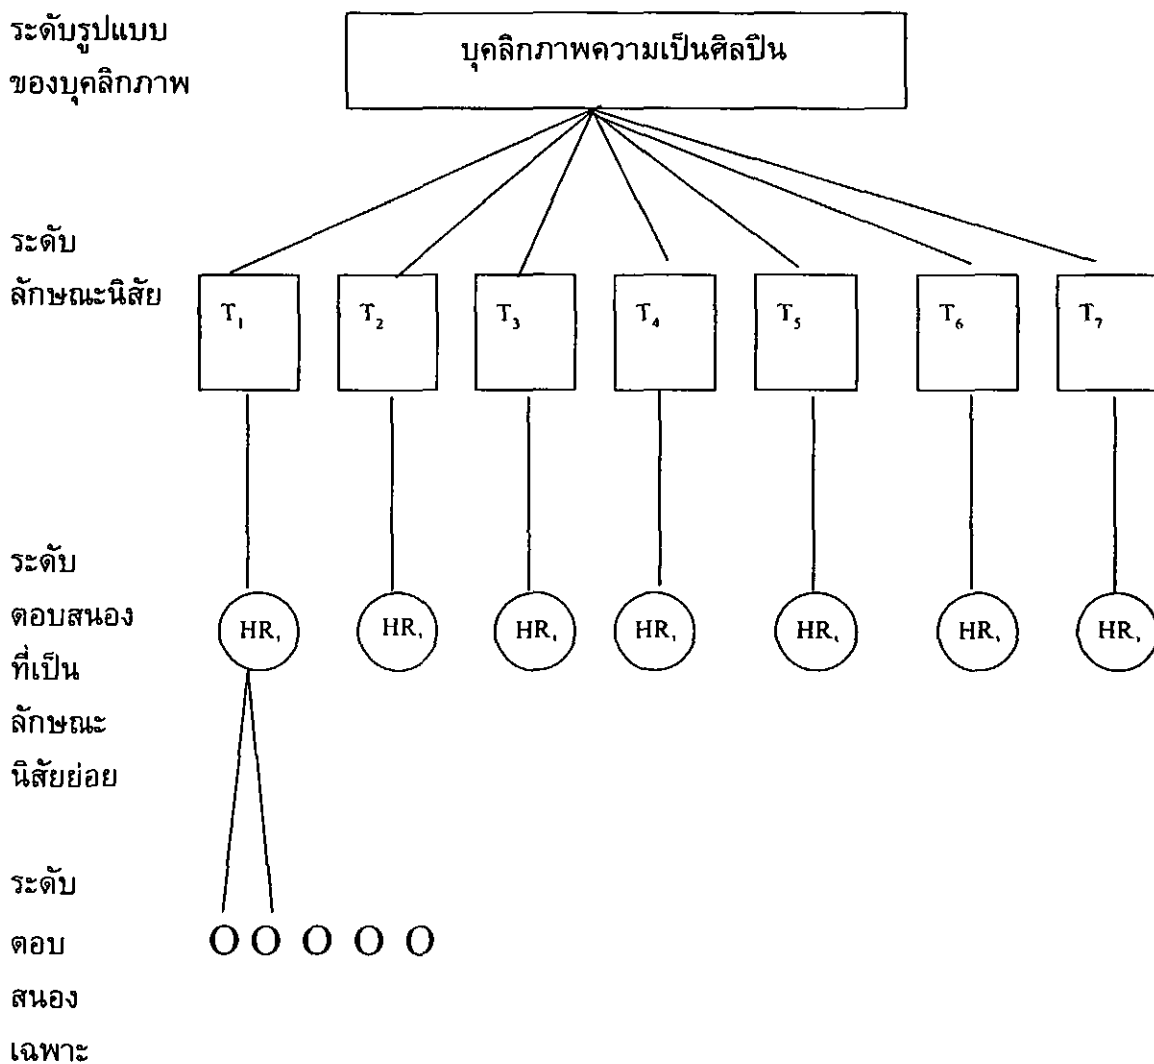 ระดับรูปแบบ
ของบุคลิกภาพ
บุคลิกภาพความเป็นศิลปิน
ระดับ
ลักษณะนิสัย
T₁ T₂ T₃ T₄ T₅ T₆ T₇
ระดับ
ตอบสนอง
ที่เป็น
ลักษณะ
นิสัยย่อย
HR₁ HR₁ HR₁ HR₁ HR₁ HR₁ HR₁
ระดับ
ตอบ
สนอง
เฉพาะ
O O O O O